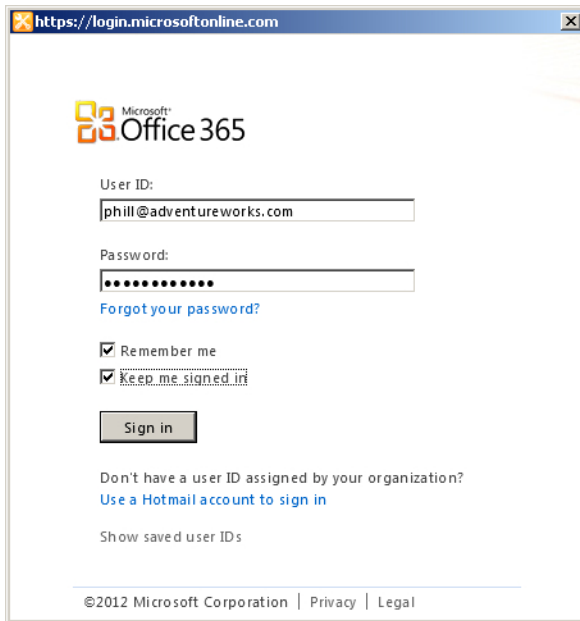 https://login.microsoftonline.com
Microsoft®
Office 365
User ID:
phill@adventureworks.com
Password:
••••••••••••
Forgot your password?
Remember me
Keep me signed in
Sign in
Don't have a user ID assigned by your organization?
Use a Hotmail account to sign in
Show saved user IDs
©2012 Microsoft Corporation | Privacy | Legal